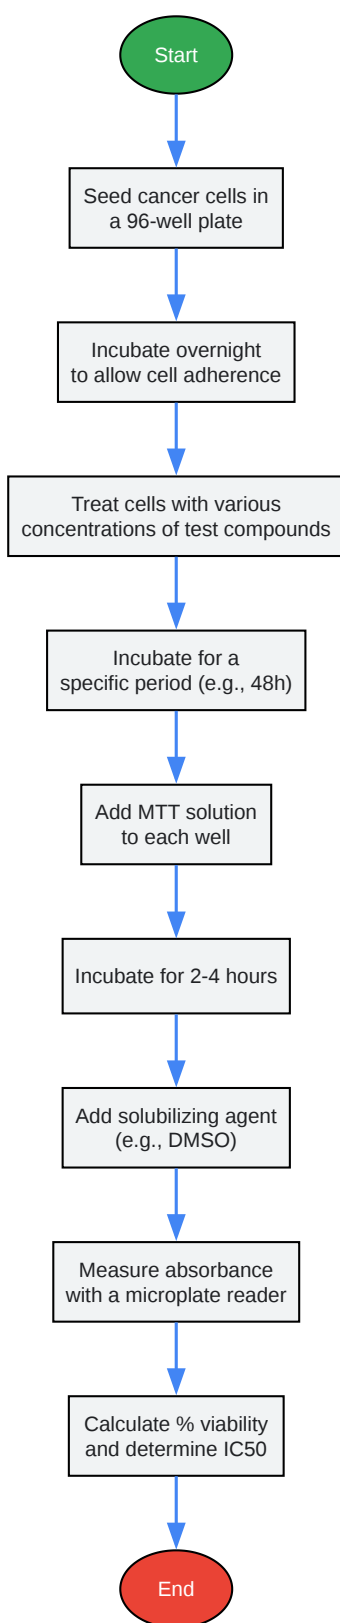 Start
Seed cancer cells in
a 96-well plate
Incubate overnight
to allow cell adherence
Treat cells with various
concentrations of test compounds
Incubate for a
specific period (e.g., 48h)
Add MTT solution
to each well
Incubate for 2-4 hours
Add solubilizing agent
(e.g., DMSO)
Measure absorbance
with a microplate reader
Calculate % viability
and determine IC50
End